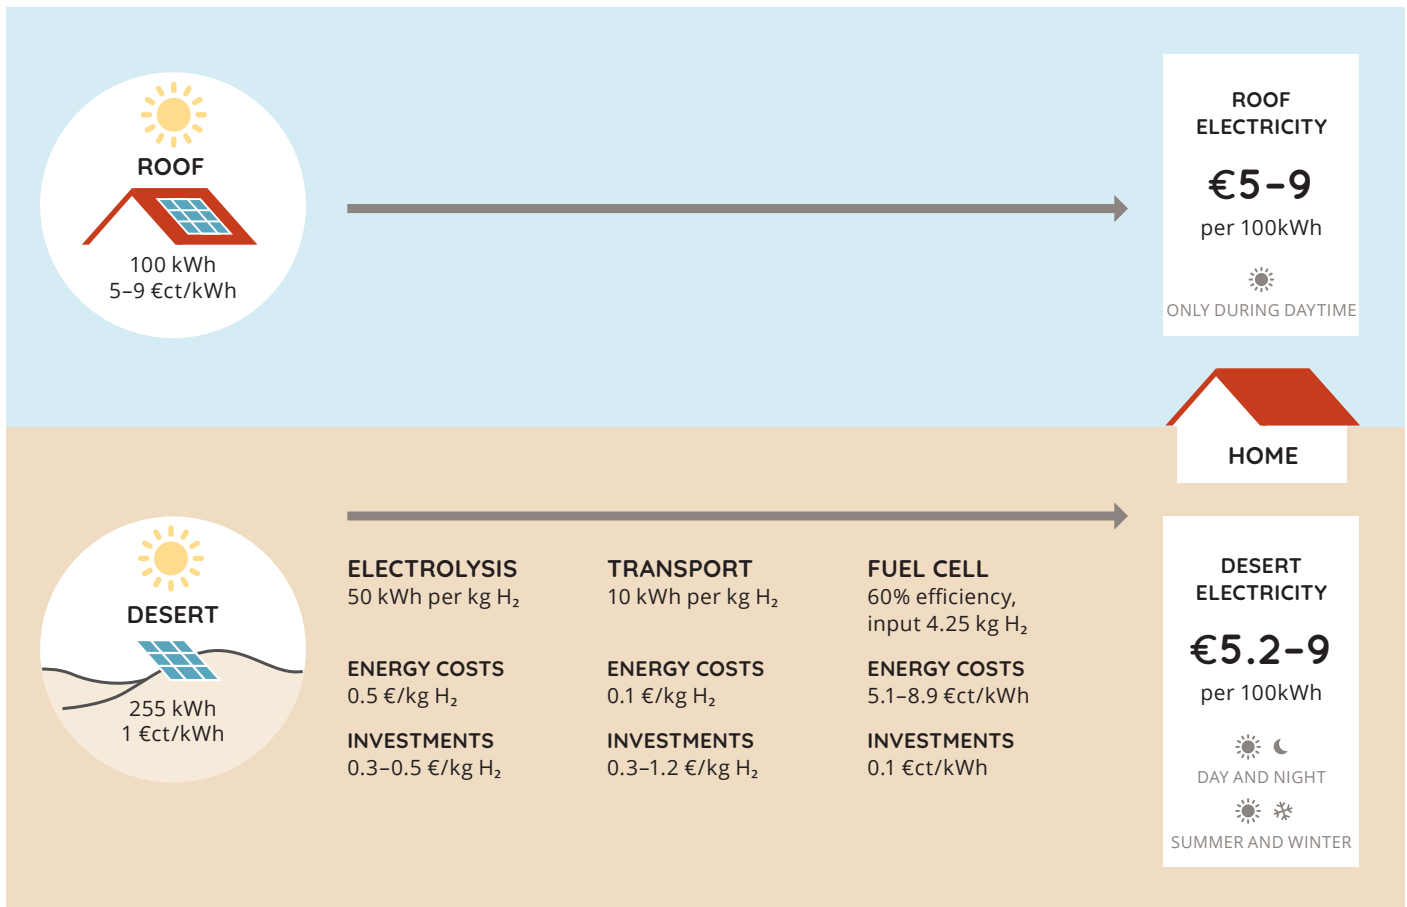 ROOF
100 kWh
5–9 €ct/kWh
ROOF
ELECTRICITY
€5–9
per 100kWh
ONLY DURING DAYTIME
HOME
DESERT
255 kWh
1 €ct/kWh
ELECTROLYSIS
50 kWh per kg H₂
ENERGY COSTS
0.5 €/kg H₂
INVESTMENTS
0.3–0.5 €/kg H₂
TRANSPORT
10 kWh per kg H₂
ENERGY COSTS
0.1 €/kg H₂
INVESTMENTS
0.3–1.2 €/kg H₂
FUEL CELL
60% efficiency,
input 4.25 kg H₂
ENERGY COSTS
5.1–8.9 €ct/kWh
INVESTMENTS
0.1 €ct/kWh
DESERT
ELECTRICITY
€5.2–9
per 100kWh
DAY AND NIGHT
SUMMER AND WINTER